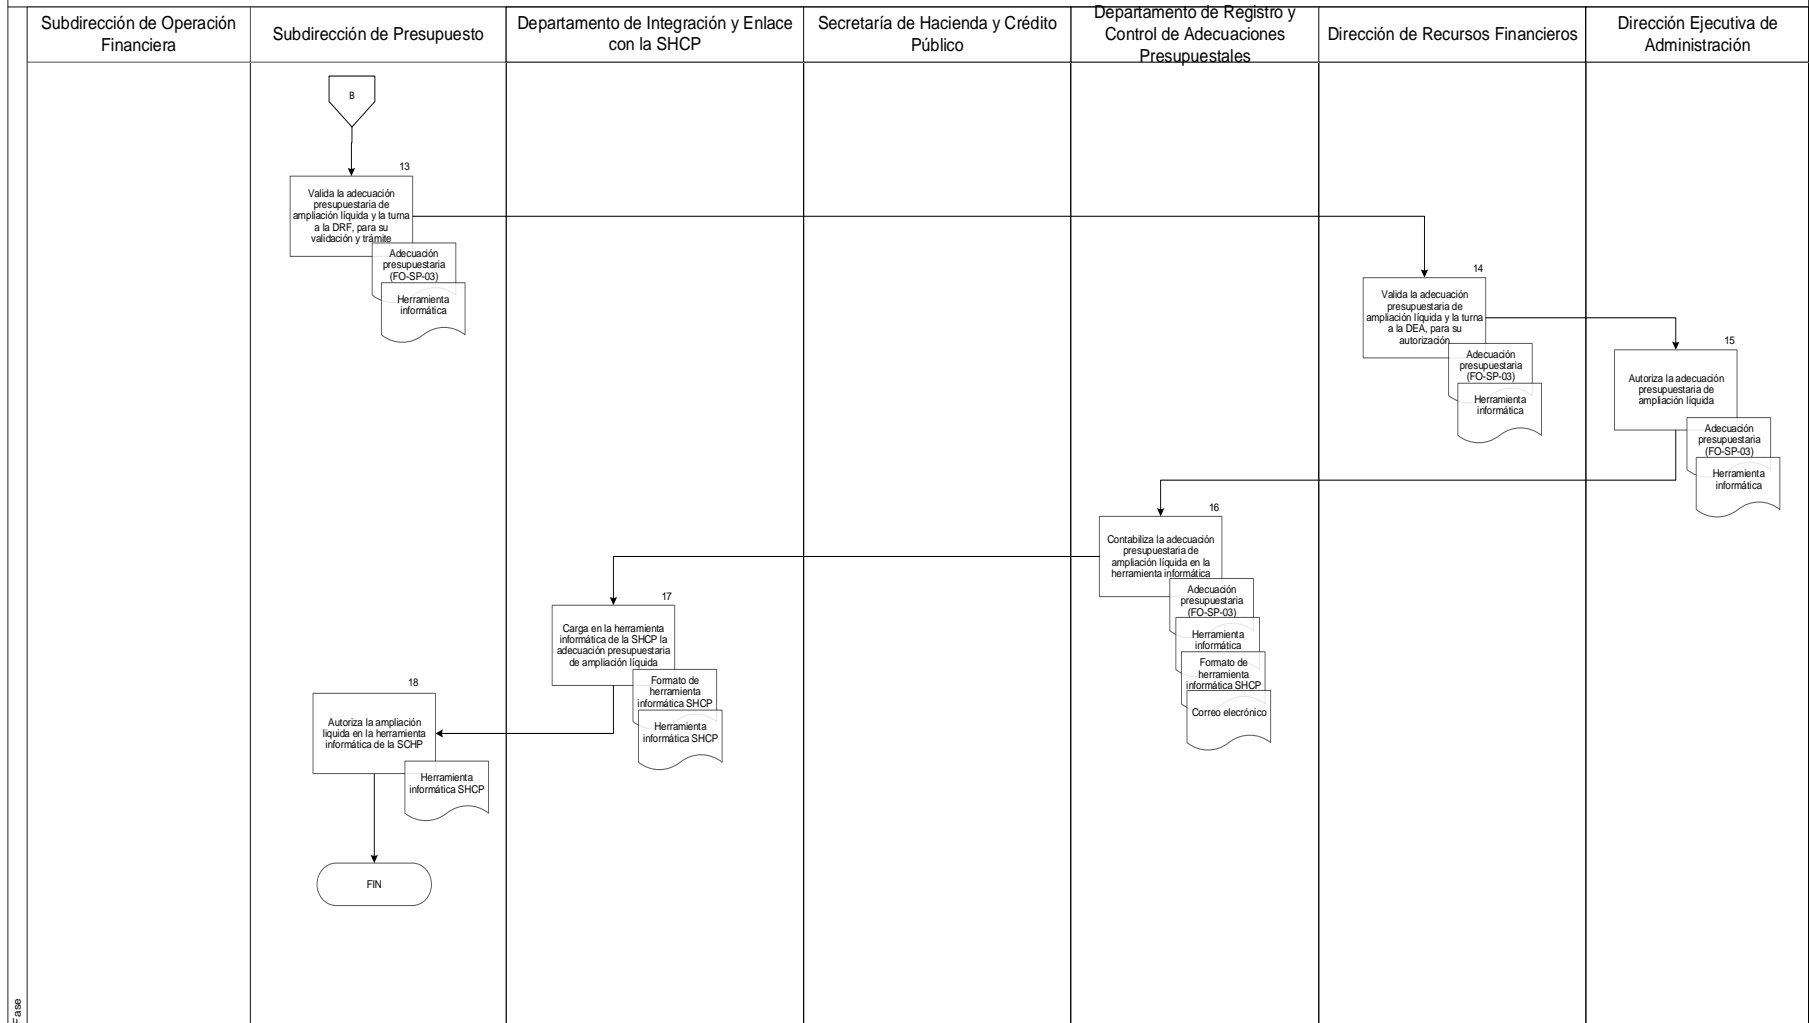 Subdirección de Operación
Financiera
Subdirección de Presupuesto
Departamento de Integración y Enlace
con la SHCP
Secretaría de Hacienda y Crédito
Público
Departamento de Registro y
Control de Adecuaciones
Presupuestales
Dirección de Recursos Financieros
Dirección Ejecutiva de
Administración
B
13
Valida la adecuación
presupuestaria de
ampliación líquida y la turna
a la DRF, para su
validación y trámite
Adecuación
presupuestaria
(FO-SP-03)
Herramienta
informática
14
Valida la adecuación
presupuestaria de
ampliación líquida y la turna
a la DEA, para su
autorización
Adecuación
presupuestaria
(FO-SP-03)
Herramienta
informática
15
Autoriza la adecuación
presupuestaria de
ampliación líquida
Adecuación
presupuestaria
(FO-SP-03)
Herramienta
informática
16
Contabiliza la adecuación
presupuestaria de
ampliación líquida en la
herramienta informática
Adecuación
presupuestaria
(FO-SP-03)
Herramienta
informática
Formato de
herramienta
informática SHCP
Correo elecrónico
17
Carga en la herramienta
informática de la SHCP la
adecuación presupuestaria
de ampliación líquida
Formato de
herramienta
informática SHCP
Herramienta
informática SHCP
18
Autoriza la ampliación
liquida en la herramienta
informática de la SCHP
Herramienta
informática SHCP
FIN
Fase